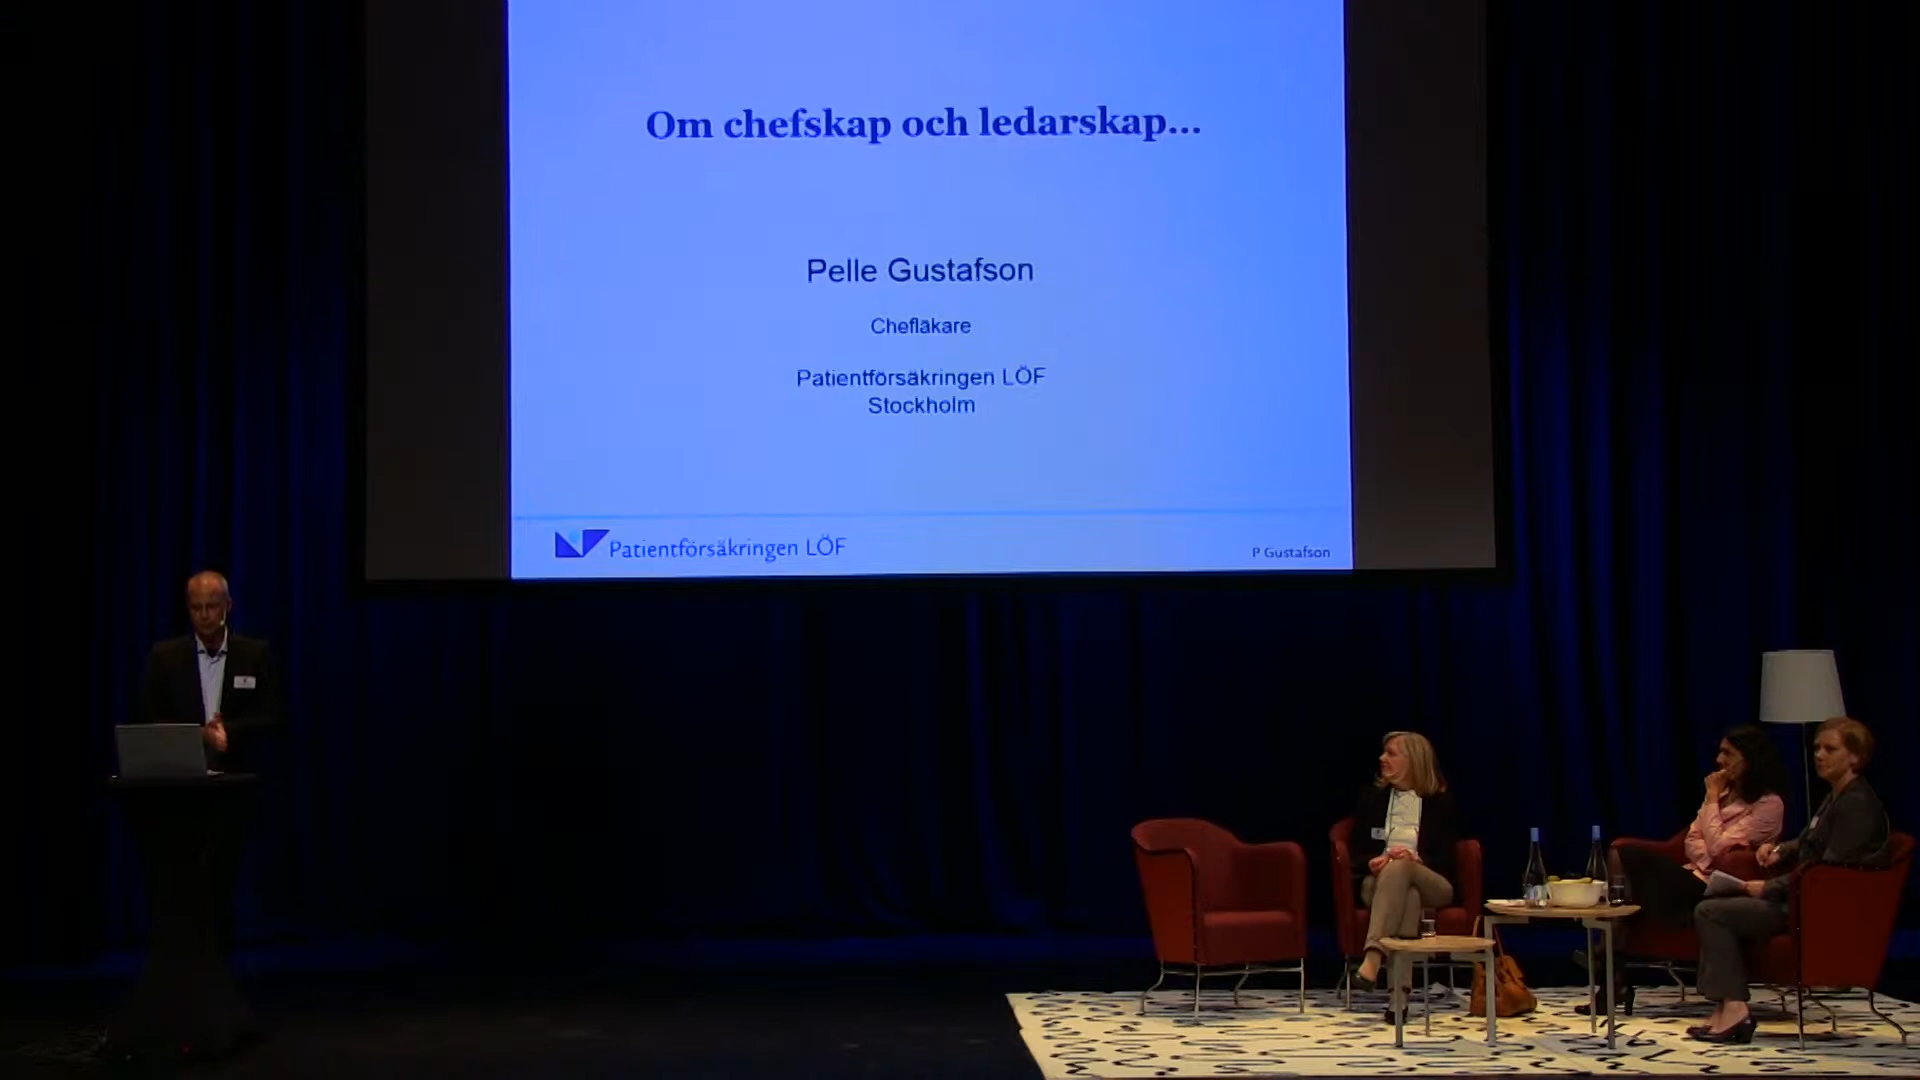 Om chefskap och ledarskap...
Pelle Gustafson
Chefläkare
Patientförsäkringen LÖF
Stockholm
Patientförsäkringen LÖF
P Gustafson